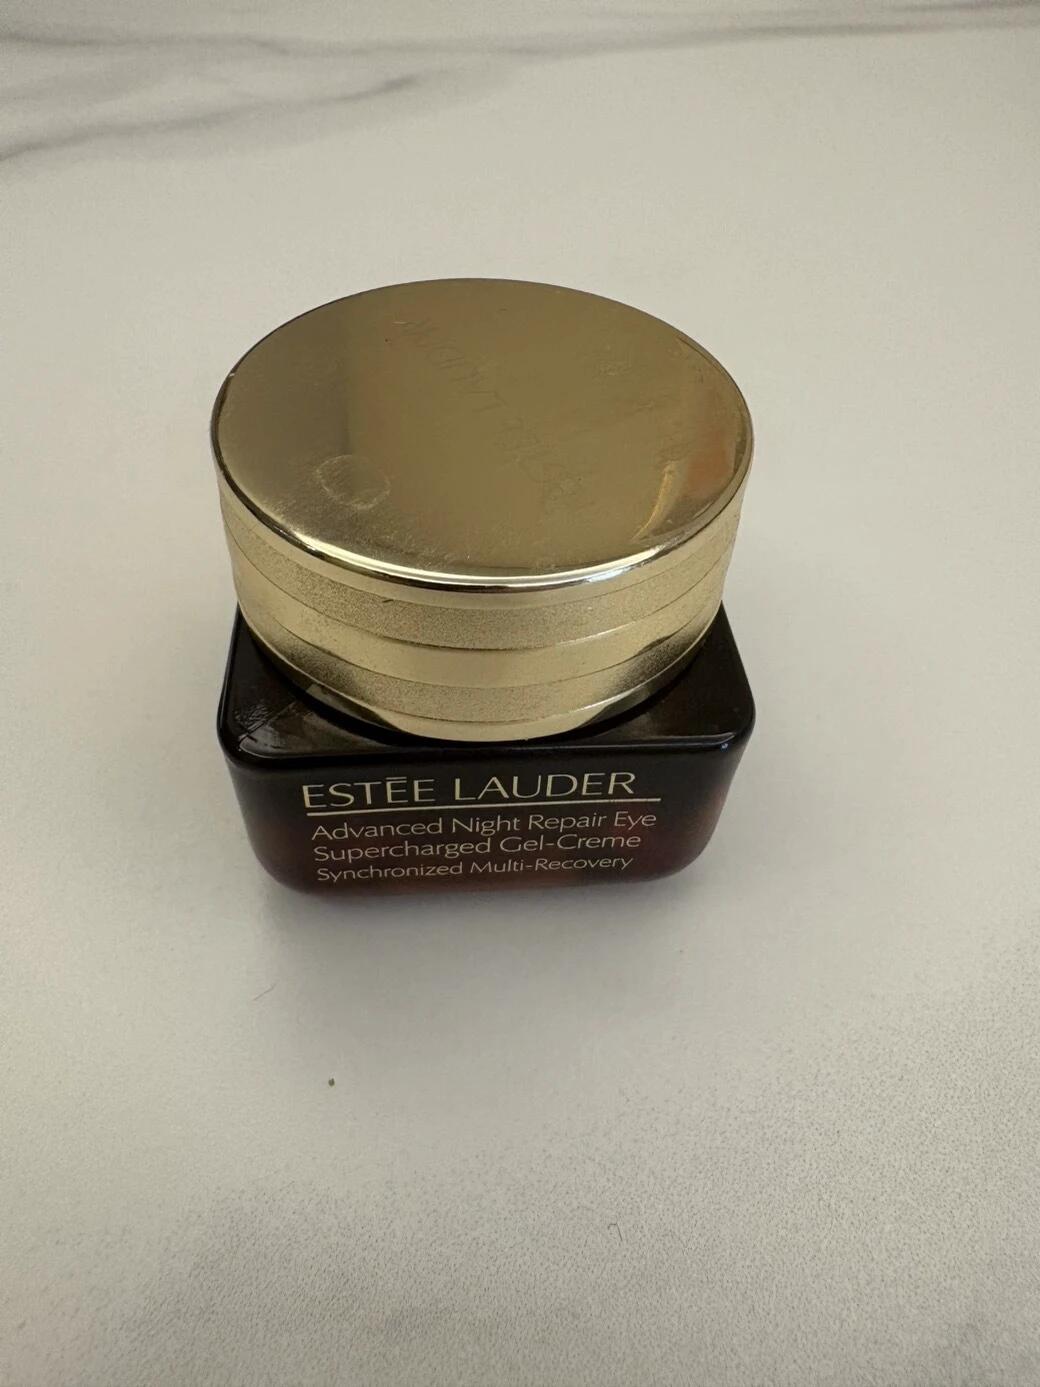 ESTĒE LAUDER
Advanced Night Repair Eye
Supercharged Gel-Creme
Synchronized Multi-Recovery